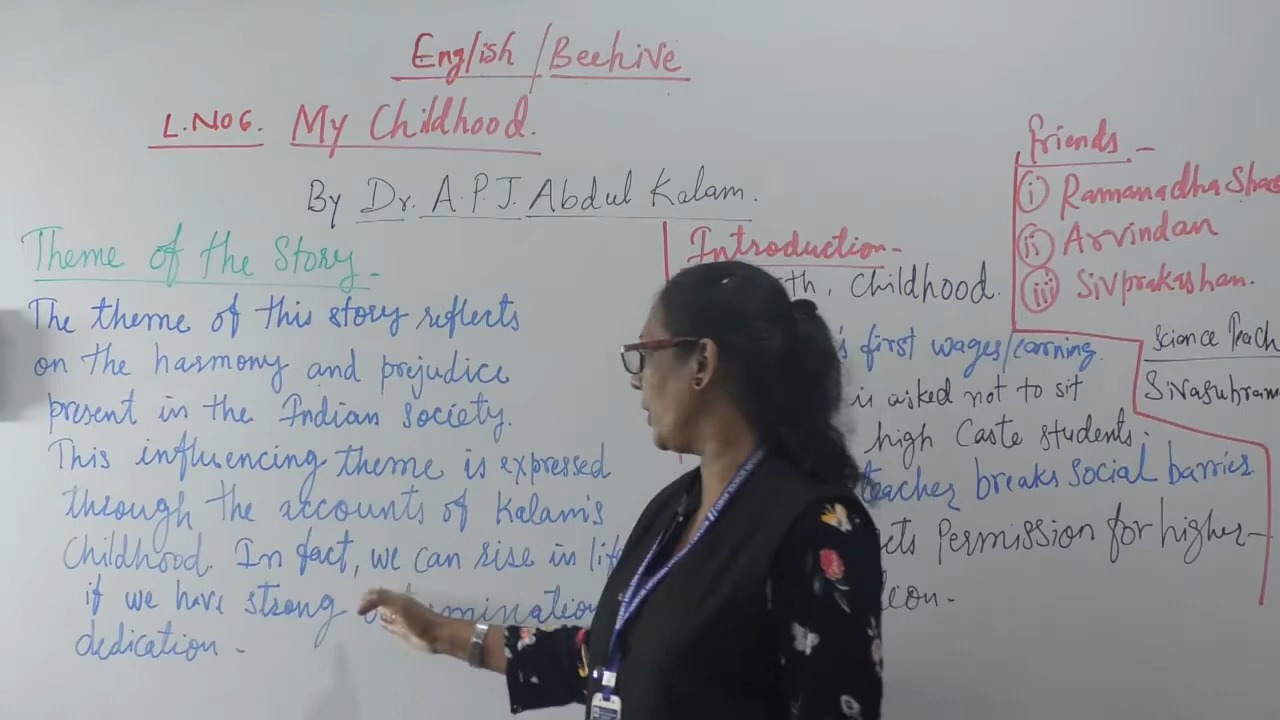 English / Beehive
L.No 6. My Childhood.
By Dr. A.P.J. Abdul Kalam.
Theme of the Story -
The theme of this story reflects
on the harmony and prejudice
present in the Indian society.
This influencing theme is expressed
through the accounts of Kalam's
Childhood. In fact, we can rise in
if we have strong
dedication -
Introduction -
Childhood.
first wages/earning.
is asked not to sit
high Caste students.
teacher breaks social barrier
Permission for higher-
Friends -
(i) Ramanadha
(ii) Arvindan
(iii) Sivprakashan.
Science